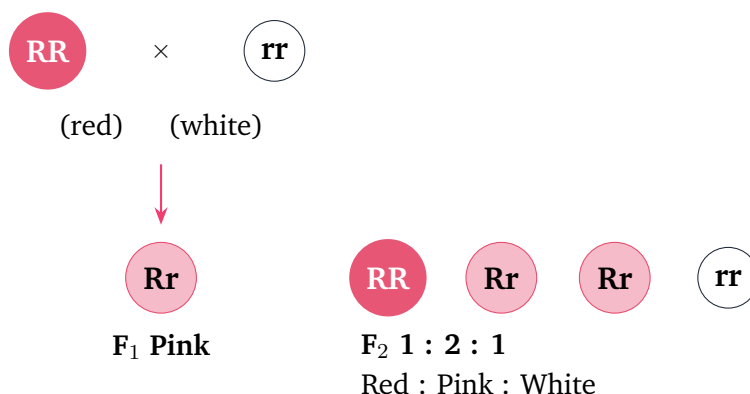 RR × rr
(red) (white)
Rr
F₁ Pink
RR Rr Rr rr
F₂ 1 : 2 : 1
Red : Pink : White